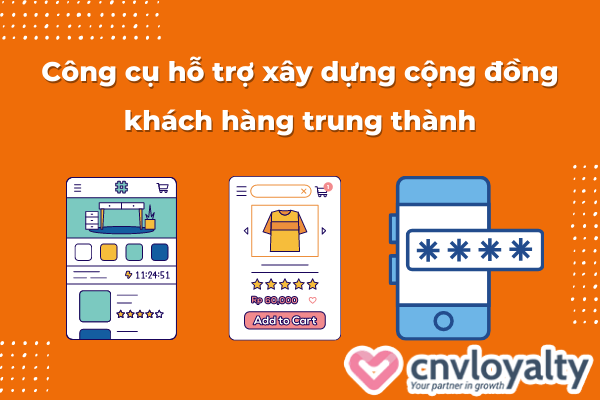 Công cụ hỗ trợ xây dựng cộng đồng
khách hàng trung thành
11:24:51
1
Rp 60,000
Add to Cart
****
cnvloyalty
Your partner in growth